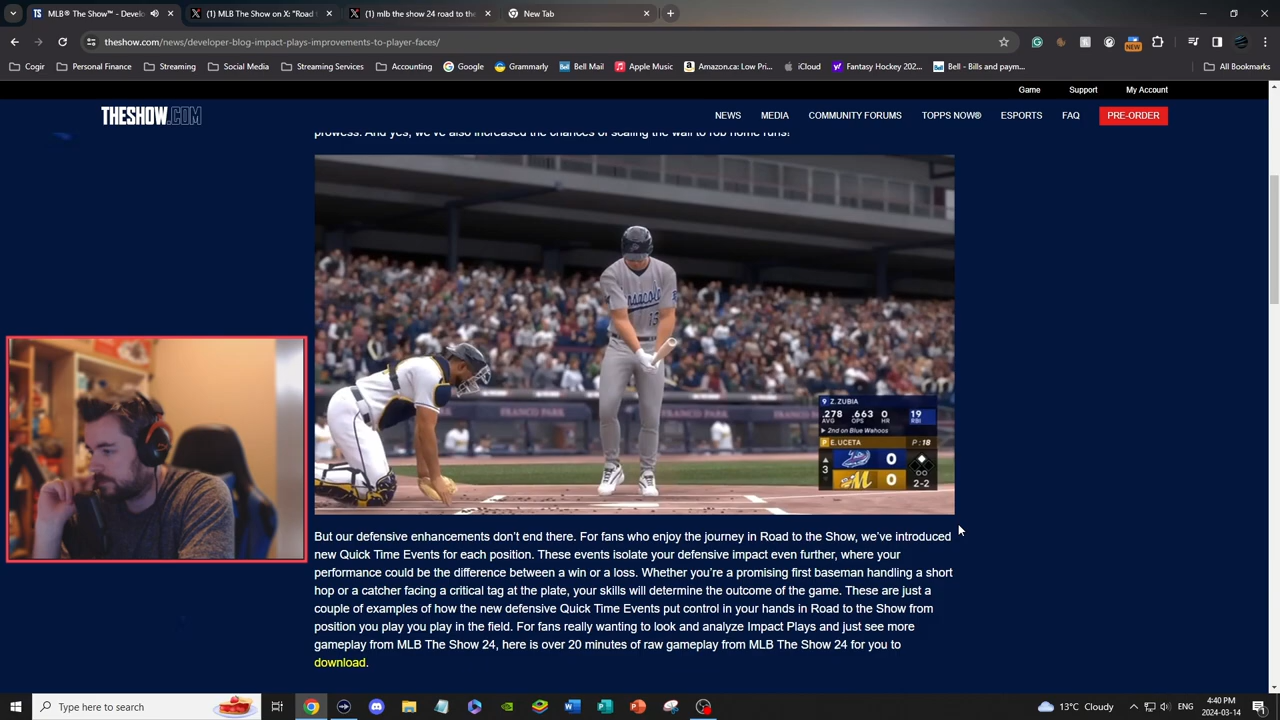 MLB® The Show™ - Develo
MLB The Show on X: "Road
(1) mlb the show 24 road to the
New Tab
theshow.com/news/developer-blog-impact-plays-improvements-to-player-faces/
NEW
Cogir
Personal Finance
Streaming
Social Media
Streaming Services
Accounting
Google
Grammarly
Bell Mail
Apple Music
Amazon.ca: Low Pri...
iCloud
Fantasy Hockey 202...
Bell - Bills and paym...
All Bookmarks
Game
Support
My Account
THESHOW.COM
NEWS
MEDIA
COMMUNITY FORUMS
TOPPS NOW®
ESPORTS
FAQ
PRE-ORDER
prowess. And yes, we've also increased the chances of scaling the wall to rob home runs!
FRANCO PARK
FRANCO PARK
15
9 Z. ZUBIA
.278 .663 0 19
AVG OPS HR RBI
2nd on Blue Wahoos
P E. UCETA P: 18
3
0
0
2-2
But our defensive enhancements don't end there. For fans who enjoy the journey in Road to the Show, we've introduced
new Quick Time Events for each position. These events isolate your defensive impact even further, where your
performance could be the difference between a win or a loss. Whether you're a promising first baseman handling a short
hop or a catcher facing a critical tag at the plate, your skills will determine the outcome of the game. These are just a
couple of examples of how the new defensive Quick Time Events put control in your hands in Road to the Show from
position you play you play in the field. For fans really wanting to look and analyze Impact Plays and just see more
gameplay from MLB The Show 24, here is over 20 minutes of raw gameplay from MLB The Show 24 for you to
download.
Type here to search
13°C Cloudy
4:40 PM
2024-03-14